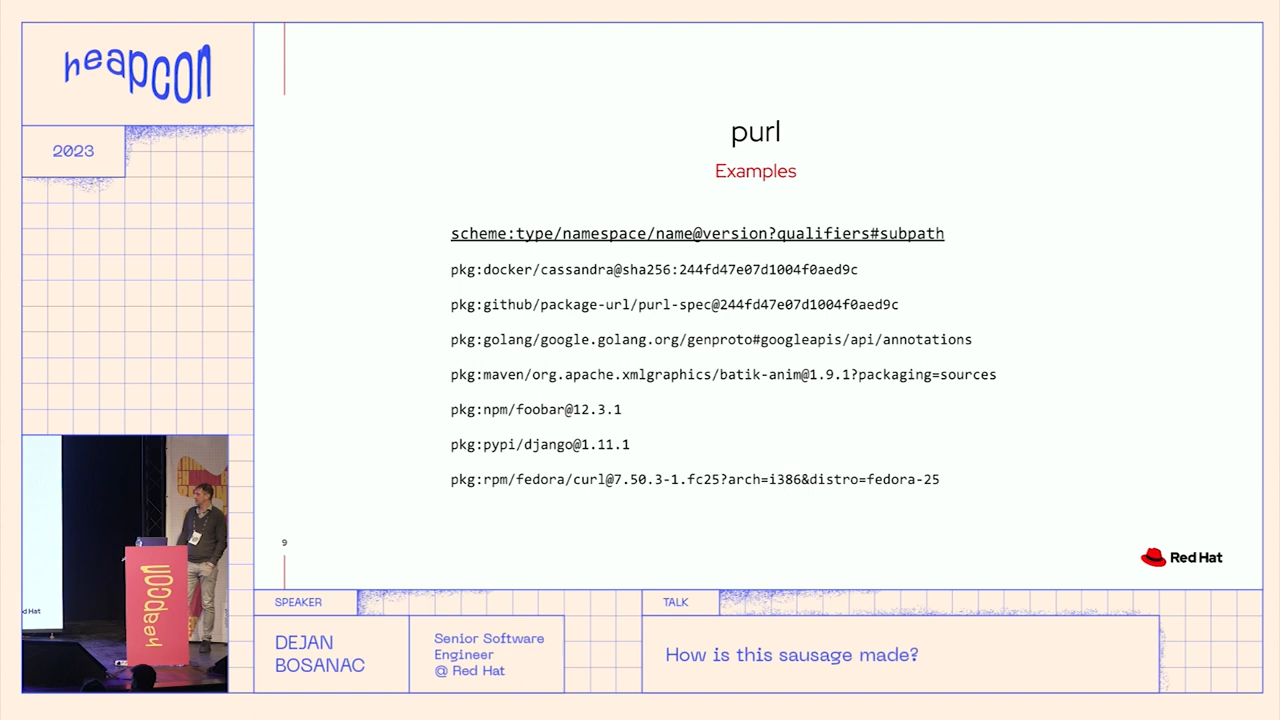 heapcon
2023
purl
Examples
scheme:type/namespace/name@version?qualifiers#subpath
pkg:docker/cassandra@sha256:244fd47e07d1004f0aed9c
pkg:github/package-url/purl-spec@244fd47e07d1004f0aed9c
pkg:golang/google.golang.org/genproto#googleapis/api/annotations
pkg:maven/org.apache.xmlgraphics/batik-anim@1.9.1?packaging=sources
pkg:npm/foobar@12.3.1
pkg:pypi/django@1.11.1
pkg:rpm/fedora/curl@7.50.3-1.fc25?arch=i386&distro=fedora-25
9
Red Hat
d Hat
heapcon
SPEAKER
DEJAN
BOSANAC
Senior Software
Engineer
@ Red Hat
TALK
How is this sausage made?